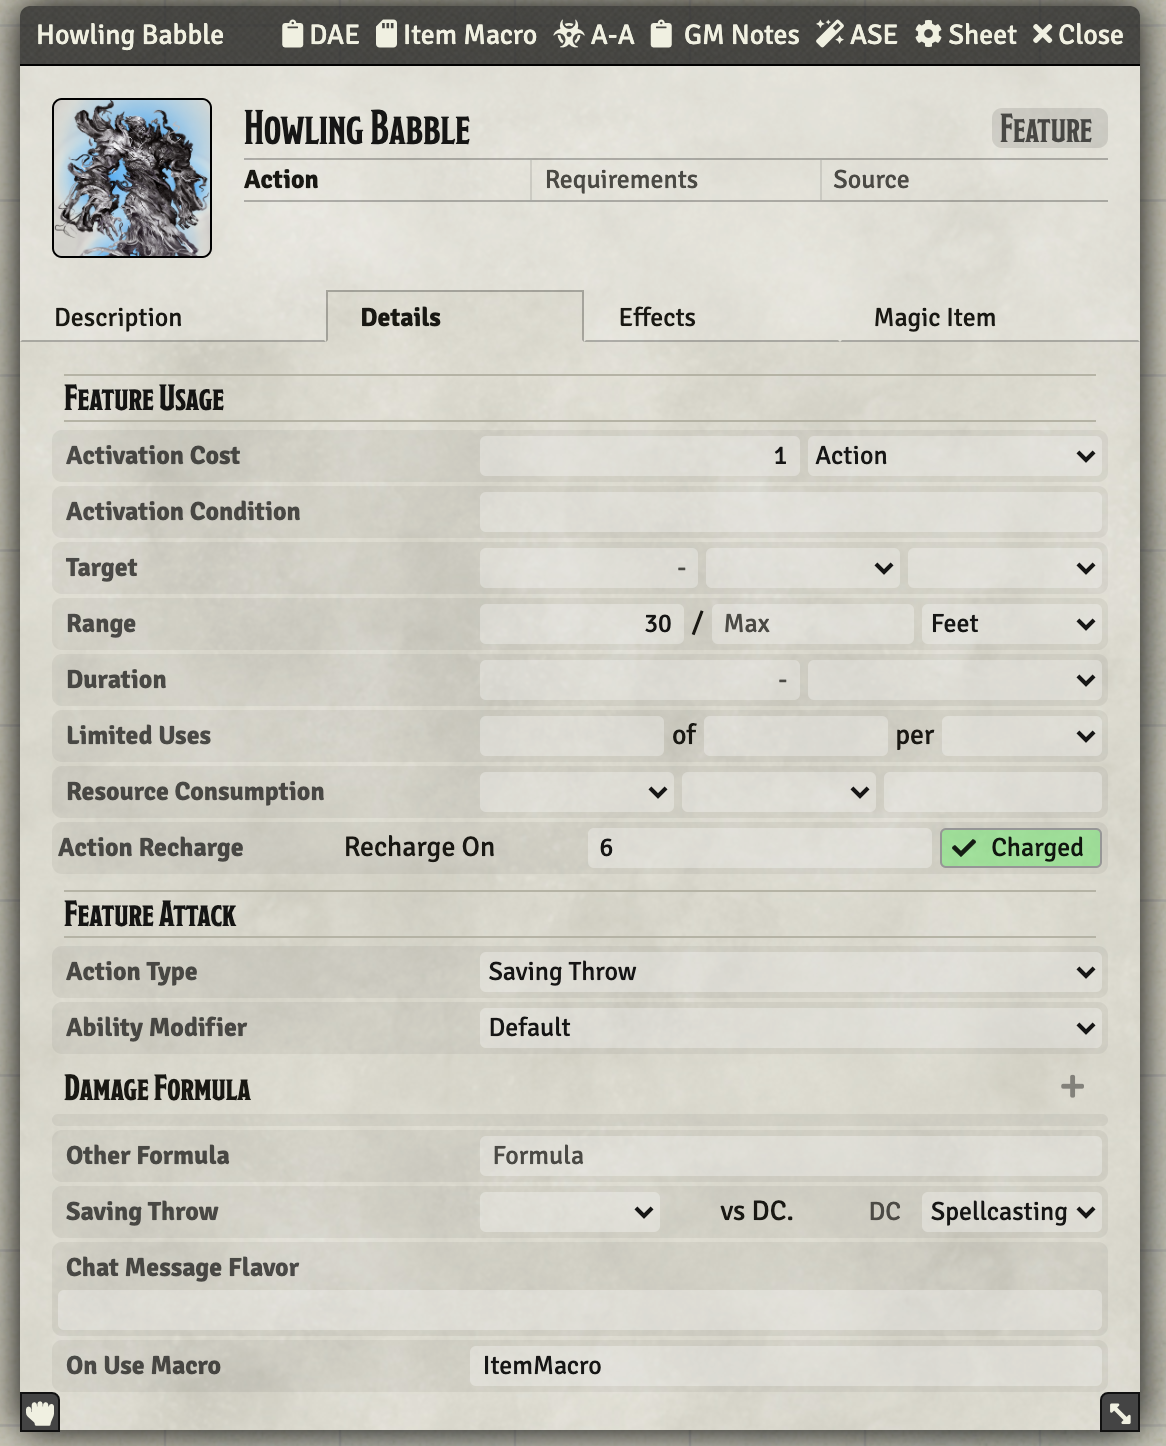 Howling Babble DAE Item Macro A-A GM Notes ASE Sheet Close
Howling Babble Feature
Action Requirements Source
Description Details Effects Magic Item
Feature Usage
Activation Cost 1 Action
Activation Condition
Target -
Range 30 / Max Feet
Duration -
Limited Uses of per
Resource Consumption
Action Recharge Recharge On 6 Charged
Feature Attack
Action Type Saving Throw
Ability Modifier Default
Damage Formula +
Other Formula Formula
Saving Throw vs DC. DC Spellcasting
Chat Message Flavor
On Use Macro ItemMacro